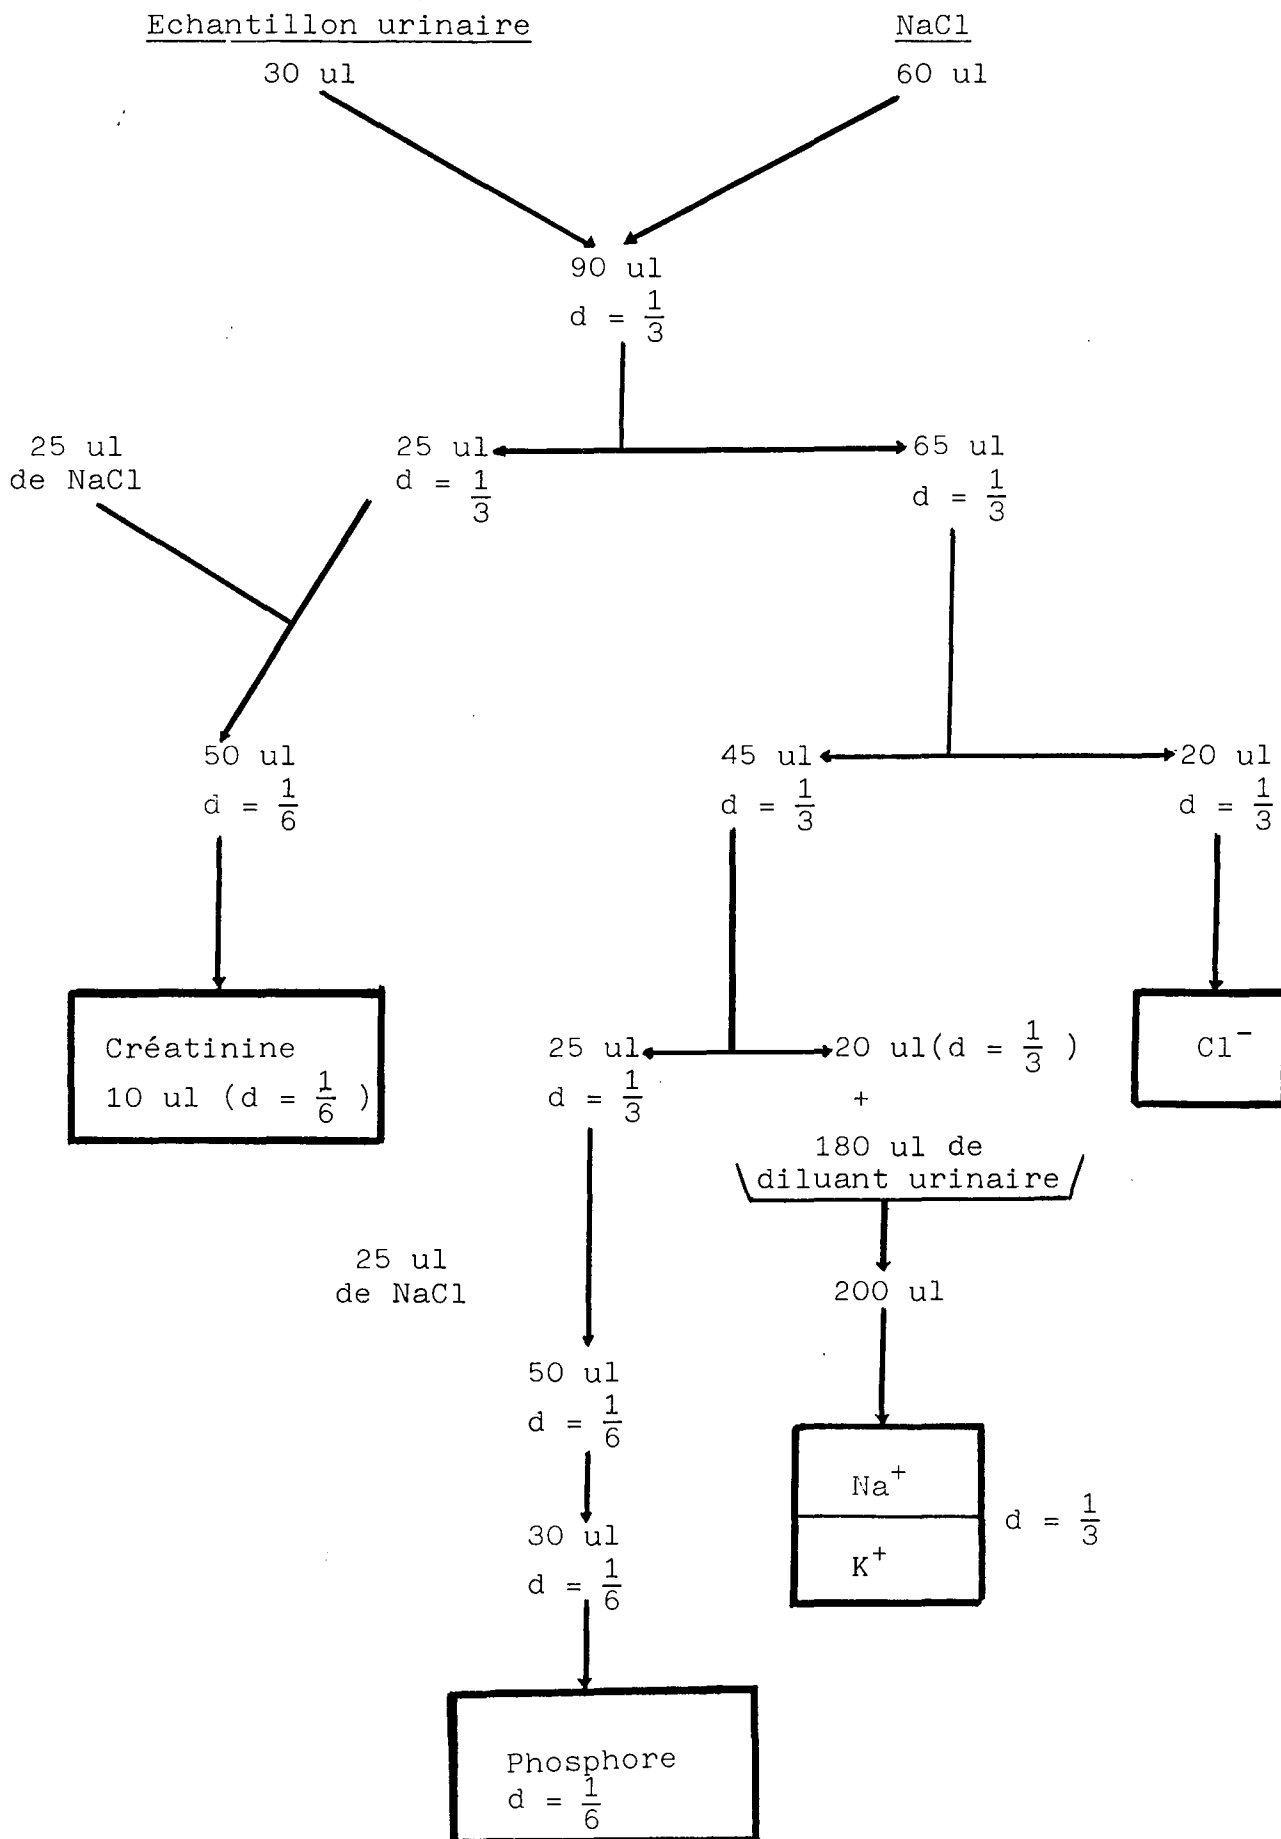 Echantillon urinaire
30 ul
NaCl
60 ul
90 ul
d = 1/3
25 ul
de NaCl
25 ul
d = 1/3
65 ul
d = 1/3
50 ul
d = 1/6
45 ul
d = 1/3
20 ul
d = 1/3
Créatinine
10 ul (d = 1/6 )
25 ul
d = 1/3
20 ul(d = 1/3 )
+
180 ul de
diluant urinaire
Cl⁻
25 ul
de NaCl
200 ul
50 ul
d = 1/6
Na⁺
K⁺
d = 1/3
30 ul
d = 1/6
Phosphore
d = 1/6